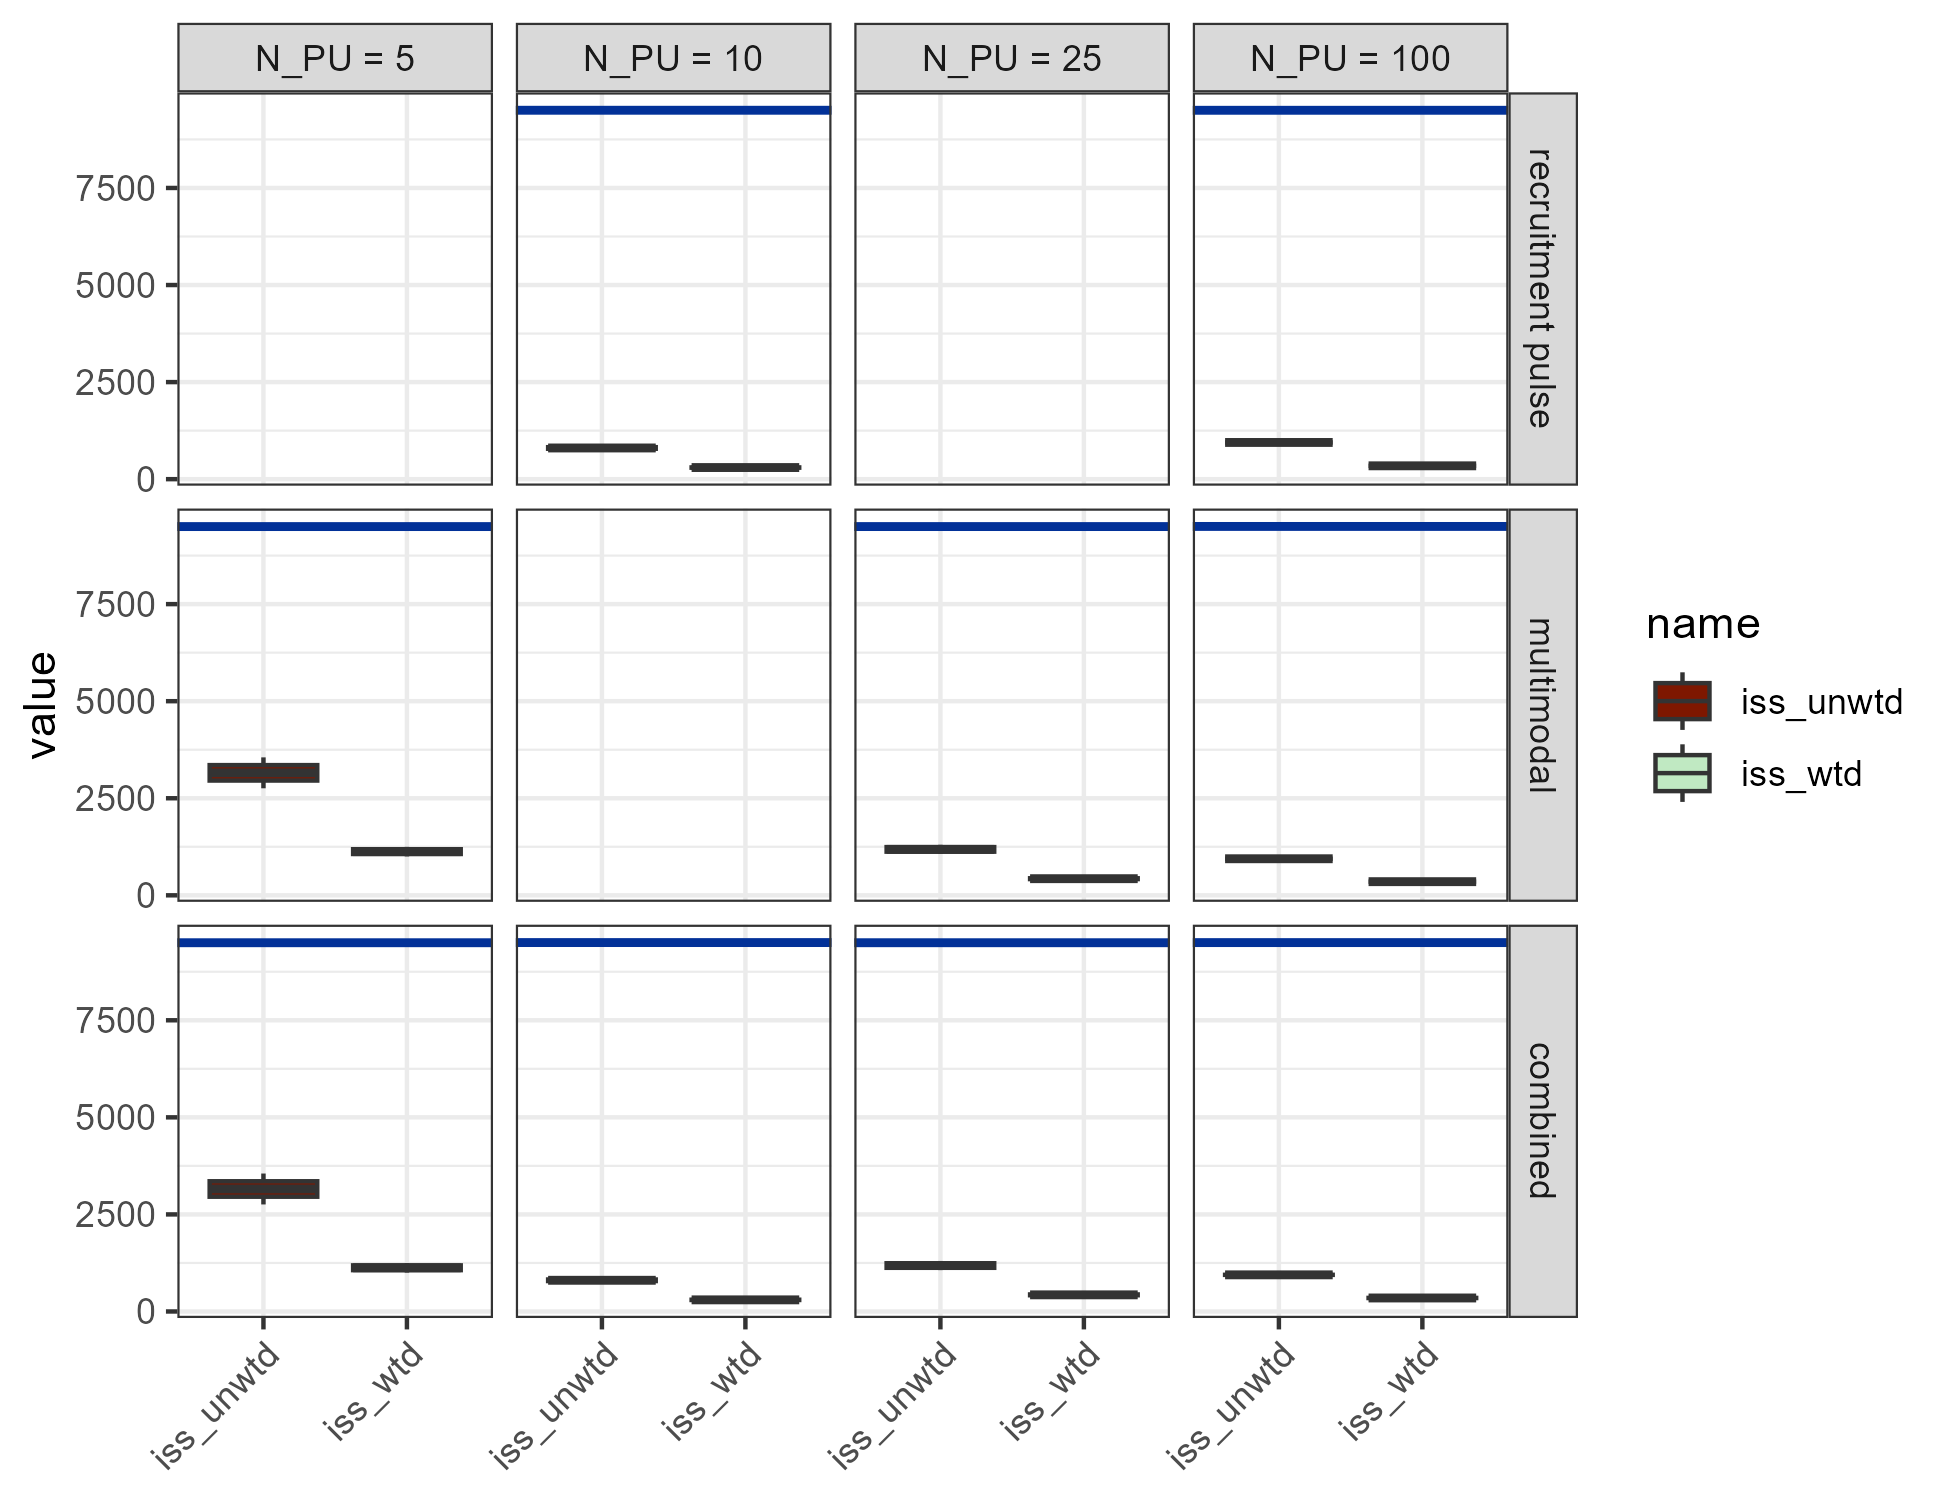 N_PU = 5
N_PU = 10
N_PU = 25
N_PU = 100
7500
5000
2500
0
recruitment pulse
7500
5000
2500
0
multimodal
7500
5000
2500
0
combined
value
iss_unwtd
iss_wtd
iss_unwtd
iss_wtd
iss_unwtd
iss_wtd
iss_unwtd
iss_wtd
name
iss_unwtd
iss_wtd